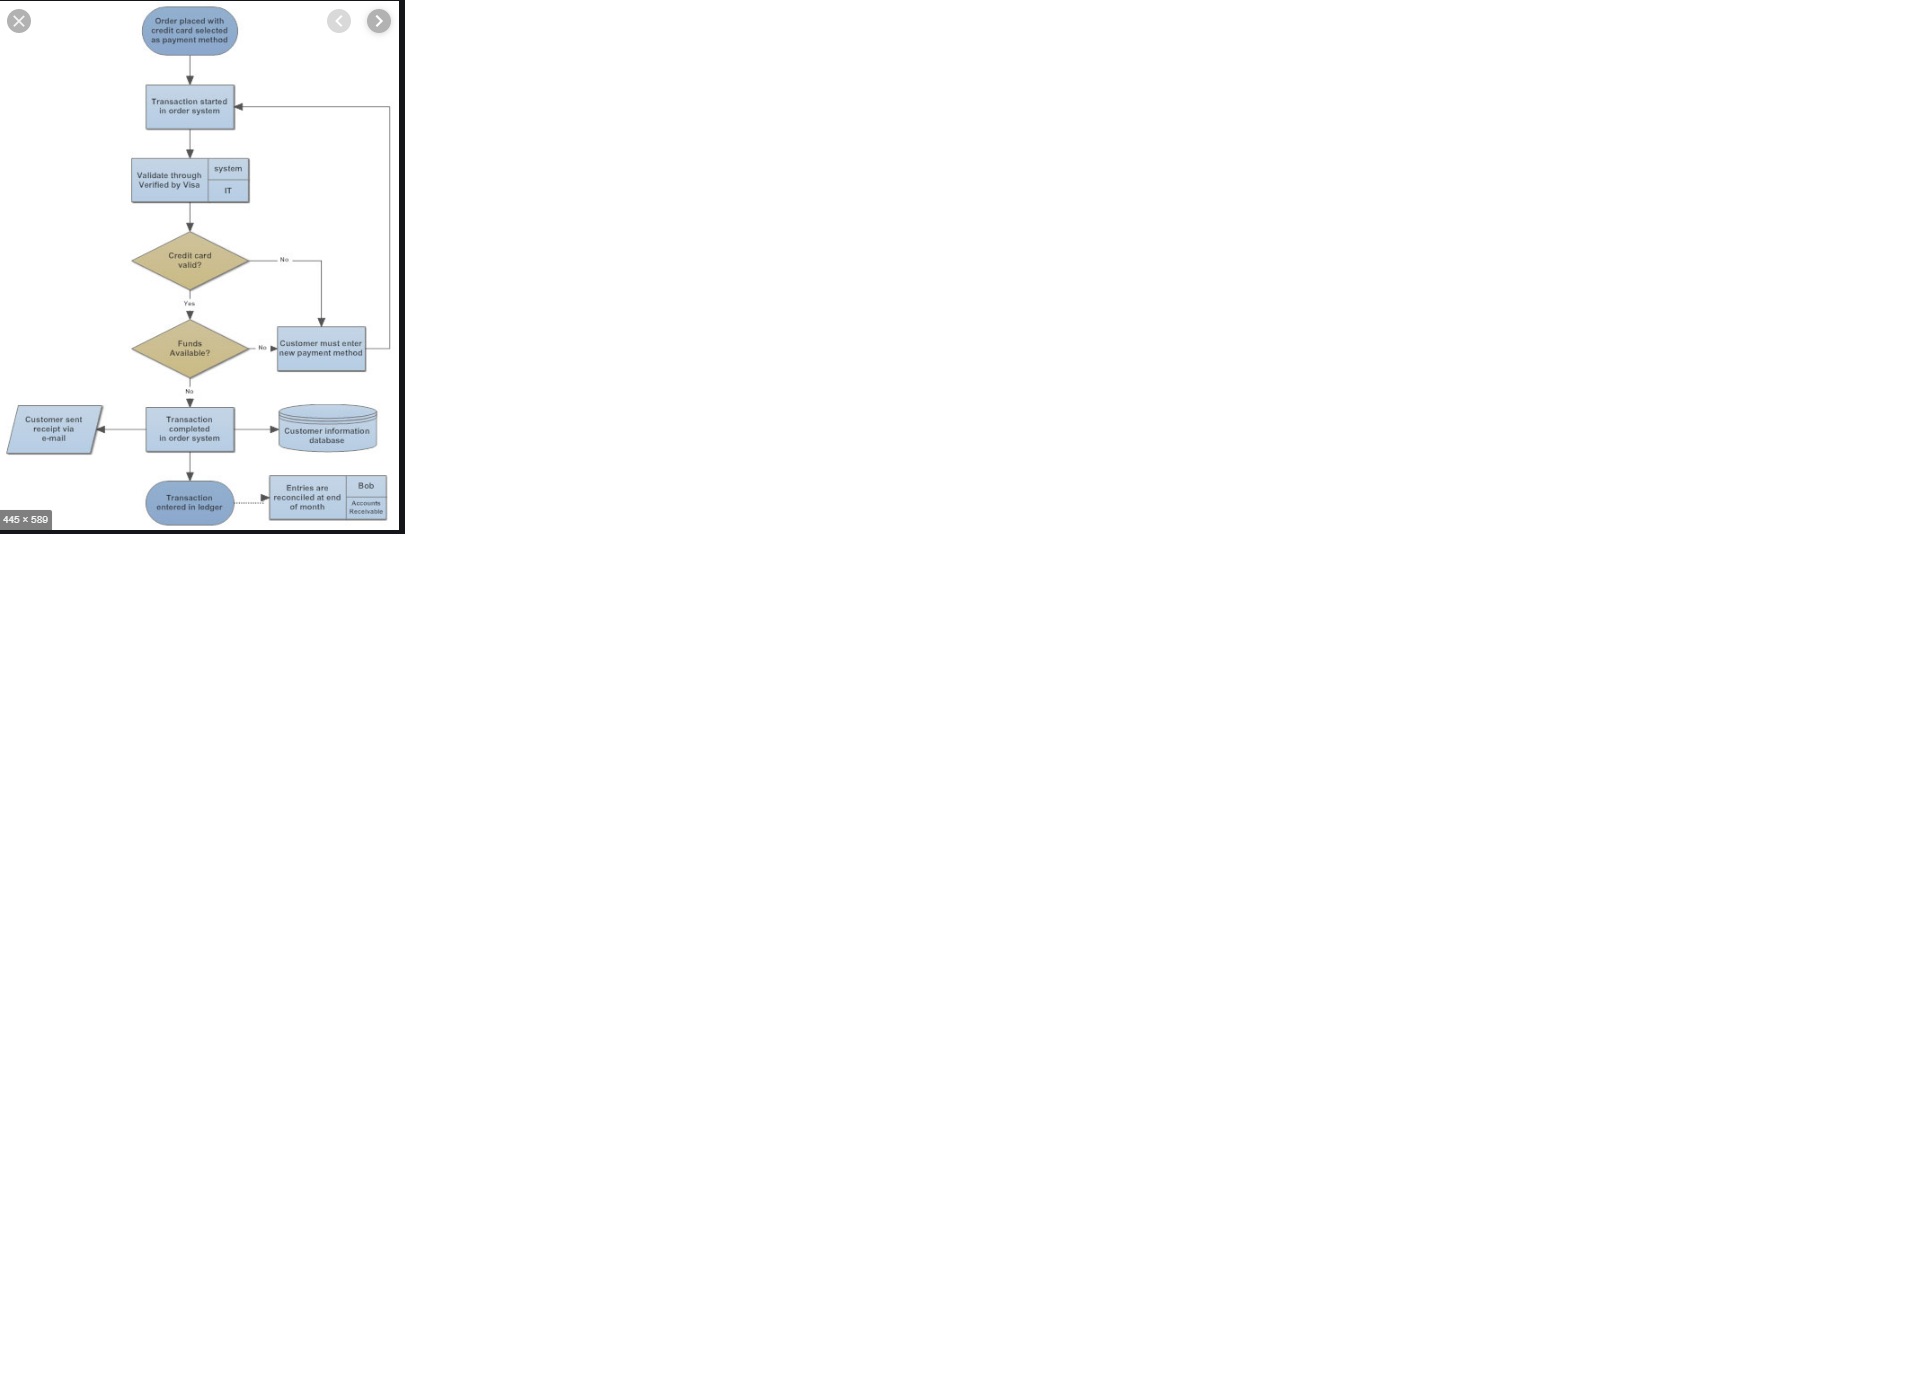 Order placed with
credit card selected
as payment method
Transaction started
in order system
Validate through
Verified by Visa
system
IT
Credit card
valid?
No
Yes
Funds
Available?
No
Customer must enter
new payment method
No
Customer sent
receipt via
e-mail
Transaction
completed
in order system
Customer information
database
Transaction
entered in ledger
Entries are
reconciled at end
of month
Bob
Accounts
Receivable
445 × 589